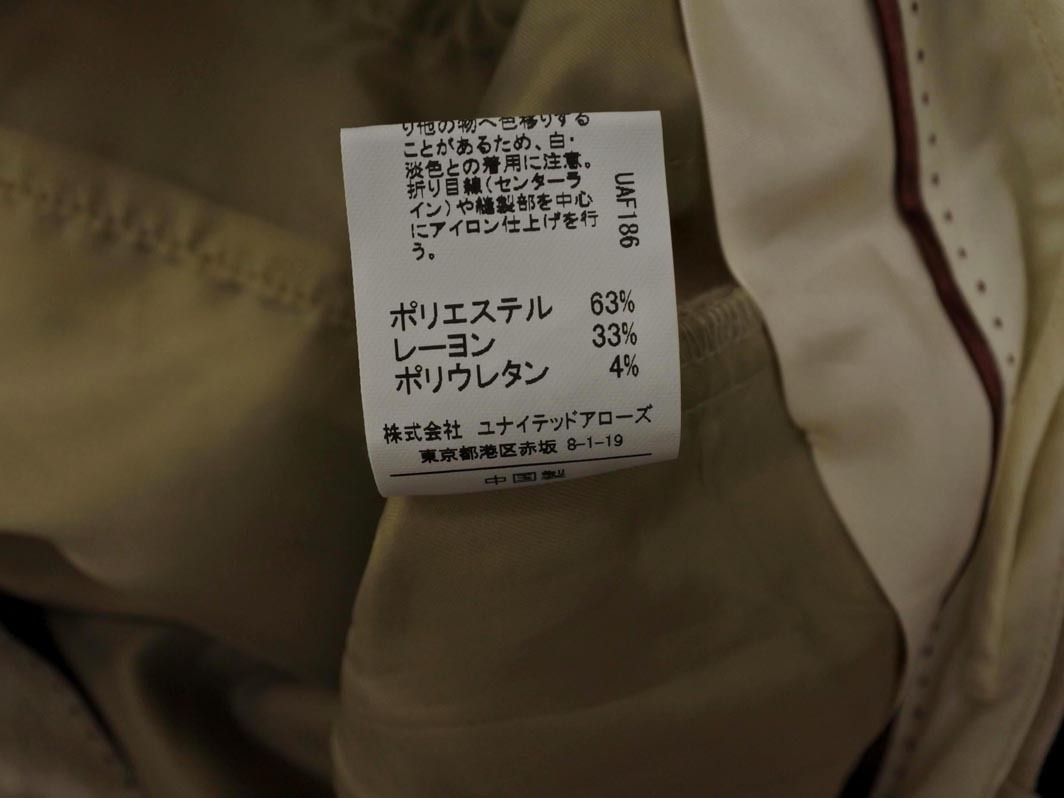 り他の物へ色移りする
ことがあるため、白・
淡色との着用に注意。
折り目線(センターラ
イン)や縫製部を中心
にアイロン仕上げを行
う。
UAF186
ポリエステル 63%
レーヨン 33%
ポリウレタン 4%
株式会社 ユナイテッドアローズ
東京都港区赤坂 8-1-19
中国製